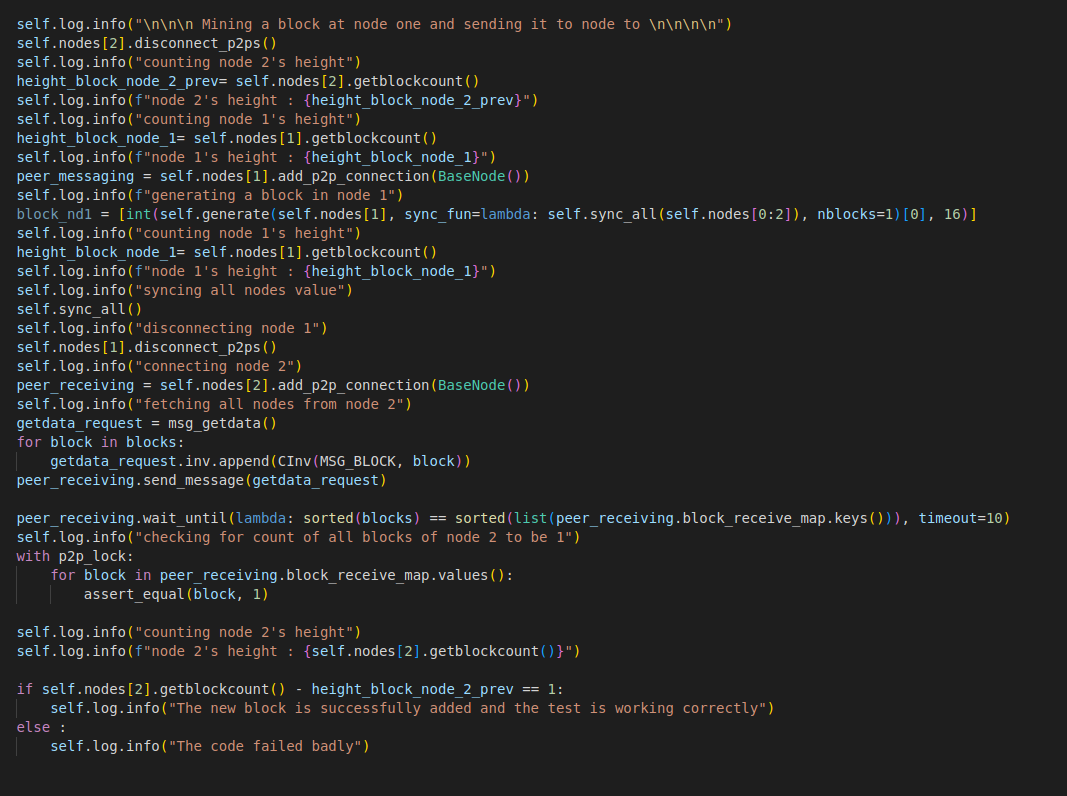 self.log.info("\n\n\n Mining a block at node one and sending it to node to \n\n\n\n")
self.nodes[2].disconnect_p2ps()
self.log.info("counting node 2's height")
height_block_node_2_prev= self.nodes[2].getblockcount()
self.log.info(f"node 2's height : {height_block_node_2_prev}")
self.log.info("counting node 1's height")
height_block_node_1= self.nodes[1].getblockcount()
self.log.info(f"node 1's height : {height_block_node_1}")
peer_messaging = self.nodes[1].add_p2p_connection(BaseNode())
self.log.info(f"generating a block in node 1")
block_nd1 = [int(self.generate(self.nodes[1], sync_fun=lambda: self.sync_all(self.nodes[0:2]), nblocks=1)[0], 16)]
self.log.info("counting node 1's height")
height_block_node_1= self.nodes[1].getblockcount()
self.log.info(f"node 1's height : {height_block_node_1}")
self.log.info("syncing all nodes value")
self.sync_all()
self.log.info("disconnecting node 1")
self.nodes[1].disconnect_p2ps()
self.log.info("connecting node 2")
peer_receiving = self.nodes[2].add_p2p_connection(BaseNode())
self.log.info("fetching all nodes from node 2")
getdata_request = msg_getdata()
for block in blocks:
    getdata_request.inv.append(CInv(MSG_BLOCK, block))
peer_receiving.send_message(getdata_request)

peer_receiving.wait_until(lambda: sorted(blocks) == sorted(list(peer_receiving.block_receive_map.keys())), timeout=10)
self.log.info("checking for count of all blocks of node 2 to be 1")
with p2p_lock:
    for block in peer_receiving.block_receive_map.values():
        assert_equal(block, 1)

self.log.info("counting node 2's height")
self.log.info(f"node 2's height : {self.nodes[2].getblockcount()}")

if self.nodes[2].getblockcount() - height_block_node_2_prev == 1:
    self.log.info("The new block is successfully added and the test is working correctly")
else :
    self.log.info("The code failed badly")